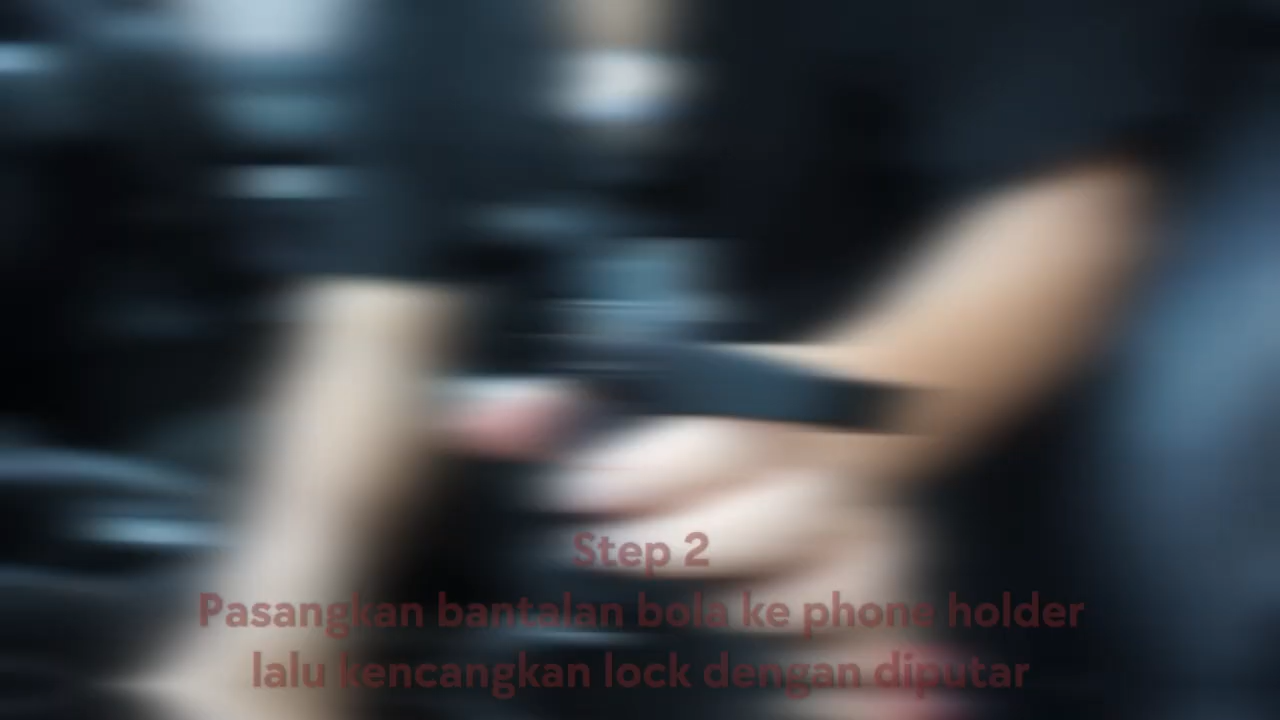 Step 2
Pasangkan bantalan bola ke phone holder
lalu kencangkan lock dengan diputar